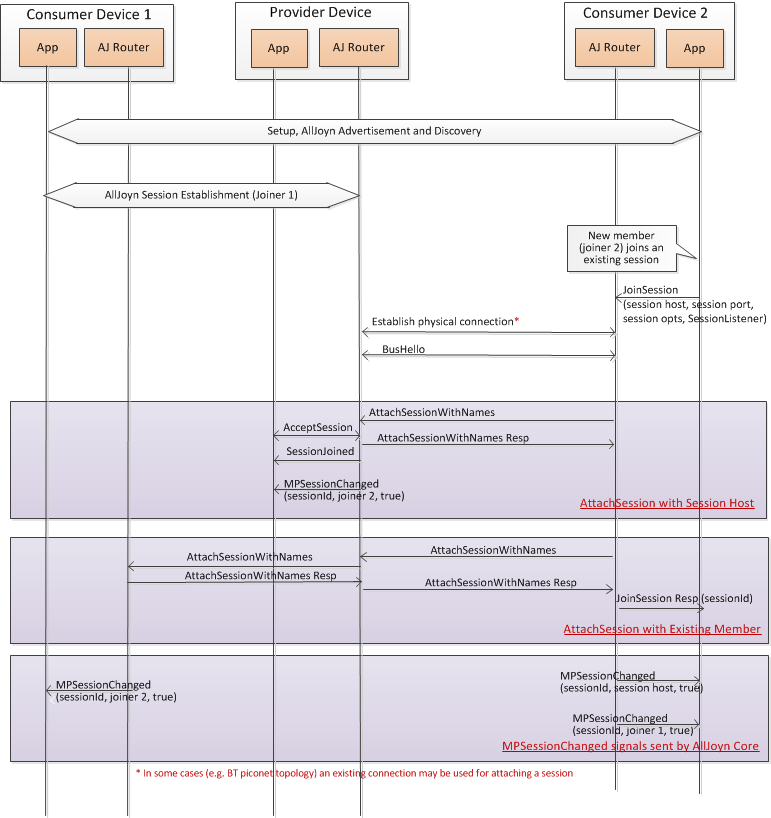 Consumer Device 1
Provider Device
Consumer Device 2
App
AJ Router
App
AJ Router
AJ Router
App
Setup, AllJoyn Advertisement and Discovery
AllJoyn Session Establishment (Joiner 1)
New member
(joiner 2) joins an
existing session
JoinSession
(session host, session port,
session opts, SessionListener)
Establish physical connection*
BusHello
AttachSessionWithNames
AcceptSession
AttachSessionWithNames Resp
SessionJoined
MPSessionChanged
(sessionId, joiner 2, true)
AttachSession with Session Host
AttachSessionWithNames
AttachSessionWithNames
AttachSessionWithNames Resp
AttachSessionWithNames Resp
JoinSession Resp (sessionId)
AttachSession with Existing Member
MPSessionChanged
(sessionId, joiner 2, true)
MPSessionChanged
(sessionId, session host, true)
MPSessionChanged
(sessionId, joiner 1, true)
MPSessionChanged signals sent by AllJoyn Core
* In some cases (e.g. BT piconet topology) an existing connection may be used for attaching a session